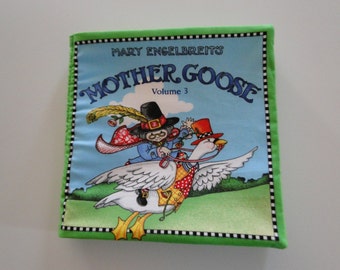 MARY ENGELBREIT'S
MOTHER GOOSE
Volume 3